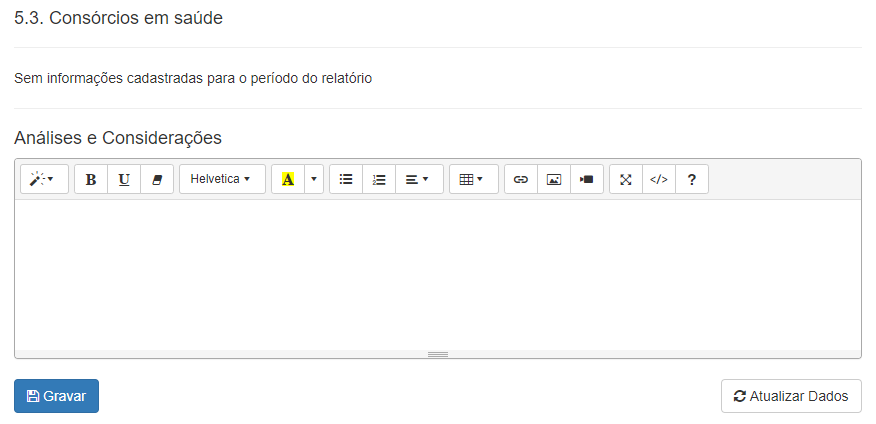 5.3. Consórcios em saúde
Sem informações cadastradas para o período do relatório
Análises e Considerações
B U Helvetica A </> ?
Gravar Atualizar Dados